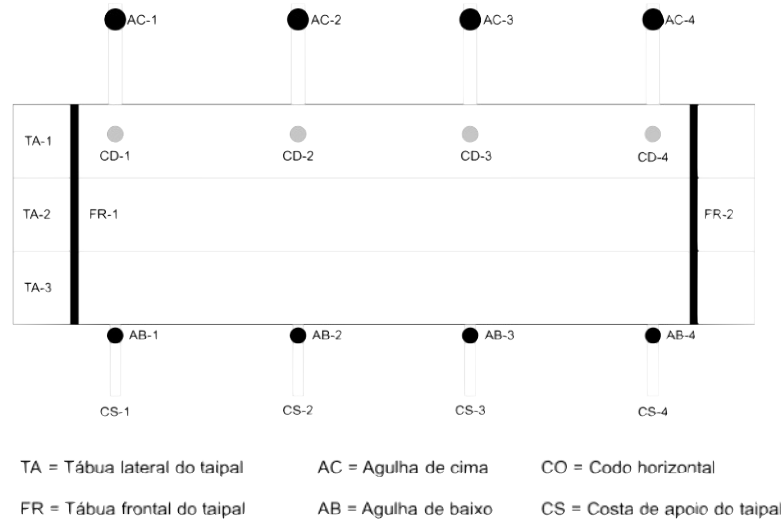 AC-1 AC-2 AC-3 AC-4
TA-1
CD-1 CD-2 CD-3 CD-4
TA-2 FR-1 FR-2
TA-3
AB-1 AB-2 AB-3 AB-4
CS-1 CS-2 CS-3 CS-4
TA = Tábua lateral do taipal AC = Agulha de cima CO = Codo horizontal
FR = Tábua frontal do taipal AB = Agulha de baixo CS = Costa de apoio do taipal